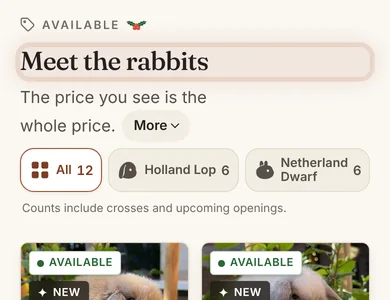 AVAILABLE
Meet the rabbits
The price you see is the
whole price. More
All 12
Holland Lop 6
Netherland
Dwarf 6
Counts include crosses and upcoming openings.
AVAILABLE
NEW
AVAILABLE
NEW